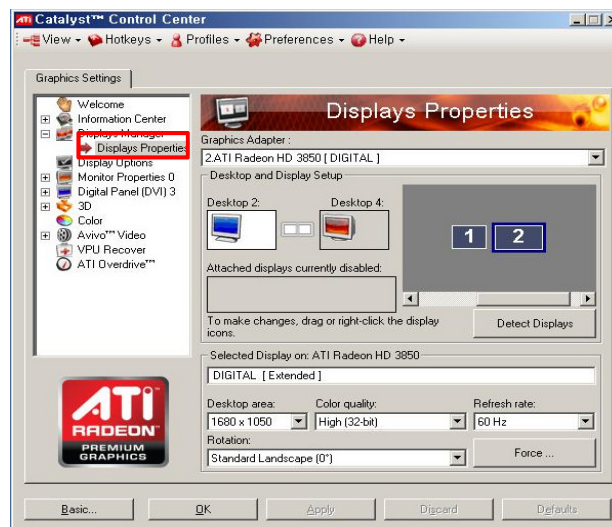 ATI Catalyst™ Control Center
View Hotkeys Profiles Preferences Help
Graphics Settings
Welcome
Information Center
Displays Manager
Displays Properties
Display Options
Monitor Properties 0
Digital Panel (DVI) 3
3D
Color
Avivo™ Video
VPU Recover
ATI Overdrive™
ATI
RADEON
PREMIUM
GRAPHICS
Displays Properties
Graphics Adapter :
2.ATI Radeon HD 3850 [ DIGITAL ]
Desktop and Display Setup
Desktop 2: Desktop 4:
1 2
Attached displays currently disabled:
To make changes, drag or right-click the display
icons.
Detect Displays
Selected Display on: ATI Radeon HD 3850
DIGITAL [ Extended ]
Desktop area: Color quality: Refresh rate:
1680 x 1050 High (32-bit) 60 Hz
Rotation:
Standard Landscape (0°)
Force ...
Basic... OK Apply Discard Defaults